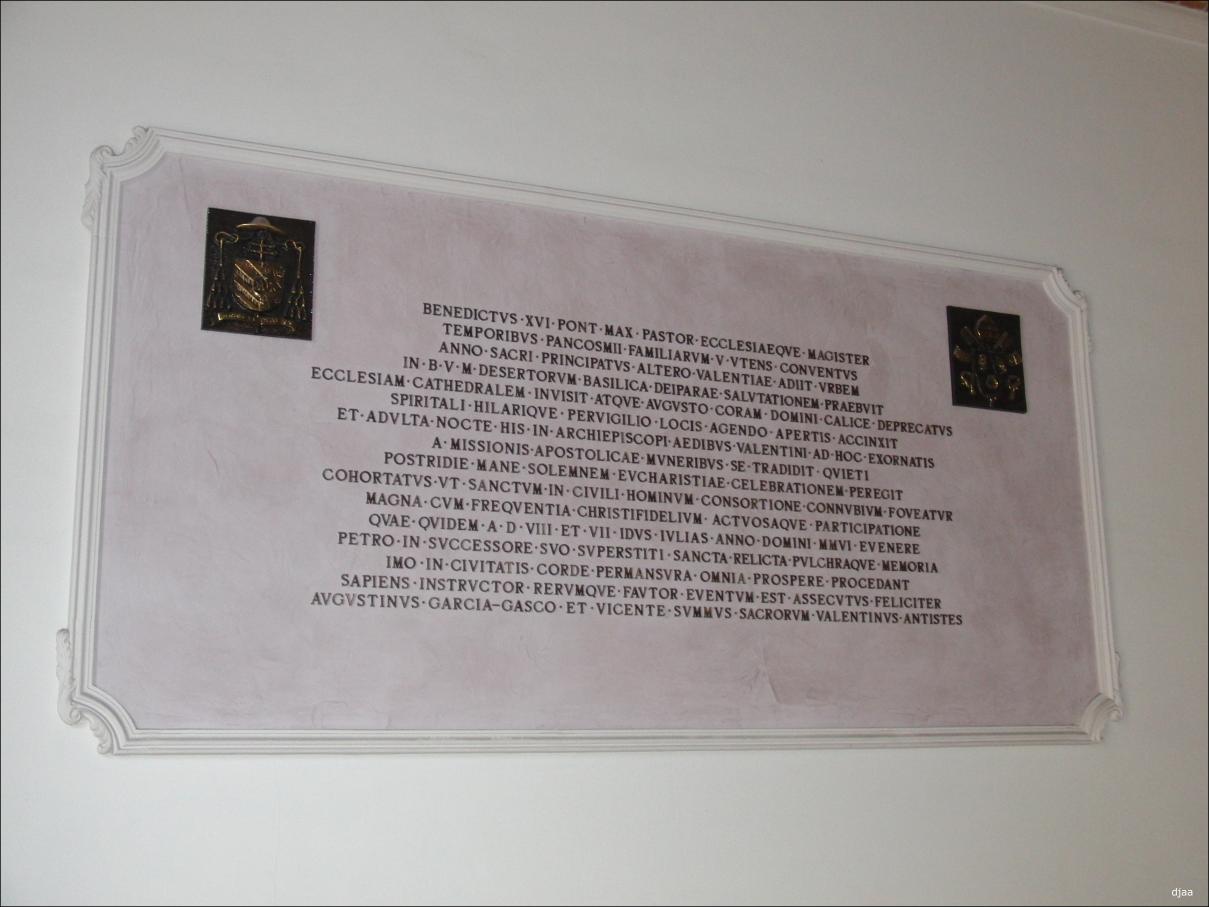 BENEDICTVS·XVI·PONT·MAX·PASTOR·ECCLESIAEQVE·MAGISTER
TEMPORIBVS·PANCOSMII·FAMILIARVM·V·VTENS·CONVENTVS
ANNO·SACRI·PRINCIPATVS·ALTERO·VALENTIAE·ADIIT·VRBEM
IN·B·V·M·DESERTORVM·BASILICA·DEIPARAE·SALVTATIONEM·PRAEBVIT
ECCLESIAM·CATHEDRALEM·INVISIT·ATQVE·AVGVSTO·CORAM·DOMINI·CALICE·DEPRECATVS
SPIRITALI·HILARIQVE·PERVIGILIO·LOCIS·AGENDO·APERTIS·ACCINXIT
ET·ADVLTA·NOCTE·HIS·IN·ARCHIEPISCOPI·AEDIBVS·VALENTINI·AD·HOC·EXORNATIS
A·MISSIONIS·APOSTOLICAE·MVNERIBVS·SE·TRADIDIT·QVIETI
POSTRIDIE·MANE·SOLEMNEM·EVCHARISTIAE·CELEBRATIONEM·PEREGIT
COHORTATVS·VT·SANCTVM·IN·CIVILI·HOMINVM·CONSORTIONE·CONNVBIVM·FOVEATVR
MAGNA·CVM·FREQVENTIA·CHRISTIFIDELIVM·ACTVOSAQVE·PARTICIPATIONE
QVAE·QVIDEM·A·D·VIII·ET·VII·IDVS·IVLIAS·ANNO·DOMINI·MMVI·EVENERE
PETRO·IN·SVCCESSORE·SVO·SVPERSTITI·SANCTA·RELICTA·PVLCHRAQVE·MEMORIA
IMO·IN·CIVITATIS·CORDE·PERMANSVRA·OMNIA·PROSPERE·PROCEDANT
SAPIENS·INSTRVCTOR·RERVMQVE·FAVTOR·EVENTVM·EST·ASSECVTVS·FELICITER
AVGVSTINVS·GARCIA-GASCO·ET·VICENTE·SVMMVS·SACRORVM·VALENTINVS·ANTISTES
djaa